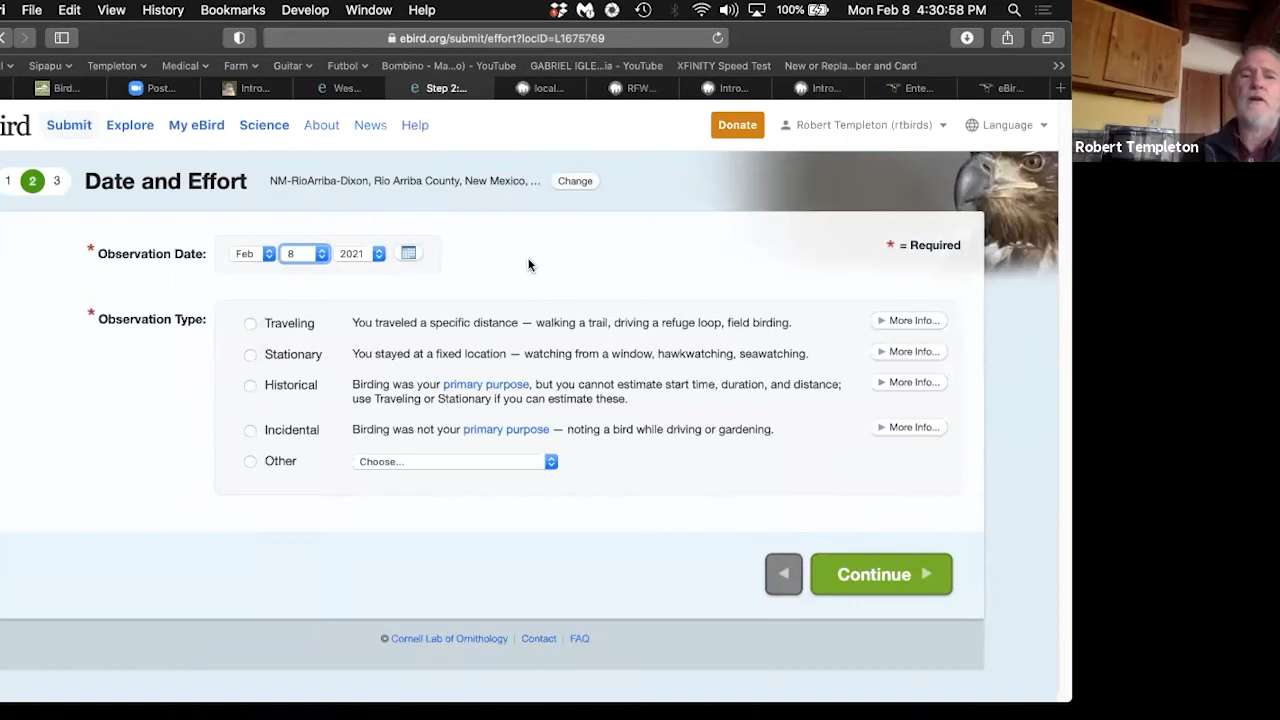 File Edit View History Bookmarks Develop Window Help 100% Mon Feb 8 4:30:58 PM
ebird.org/submit/effort?locID=L1675769
Sipapu Templeton Medical Farm Guitar Futbol Bombino - Ma...o) - YouTube GABRIEL IGLE...ia - YouTube XFINITY Speed Test New or Repla...ber and Card >>
Bird... Post... Intro... Wes... Step 2:... local... RFW... Intro... Intro... Ente... eBir... +
ird Submit Explore My eBird Science About News Help Donate Robert Templeton (rtbirds) Language
Robert Templeton
1 2 3 Date and Effort NM-RioArriba-Dixon, Rio Arriba County, New Mexico, ... Change
* = Required
* Observation Date: Feb 8 2021
* Observation Type: Traveling You traveled a specific distance — walking a trail, driving a refuge loop, field birding. More Info...
Stationary You stayed at a fixed location — watching from a window, hawkwatching, seawatching. More Info...
Historical Birding was your primary purpose, but you cannot estimate start time, duration, and distance; More Info...
use Traveling or Stationary if you can estimate these.
Incidental Birding was not your primary purpose — noting a bird while driving or gardening. More Info...
Other Choose...
Continue
© Cornell Lab of Ornithology | Contact | FAQ